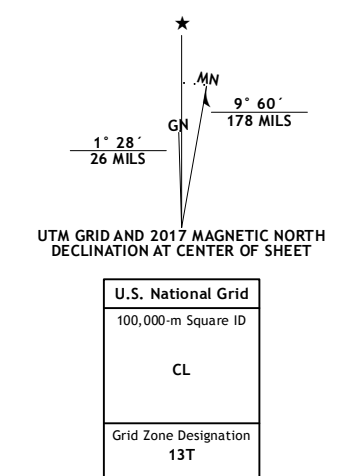 ★
MN
9° 60´
178 MILS
GN
1° 28´
26 MILS
UTM GRID AND 2017 MAGNETIC NORTH
DECLINATION AT CENTER OF SHEET
U.S. National Grid
100,000-m Square ID
CL
Grid Zone Designation
13T